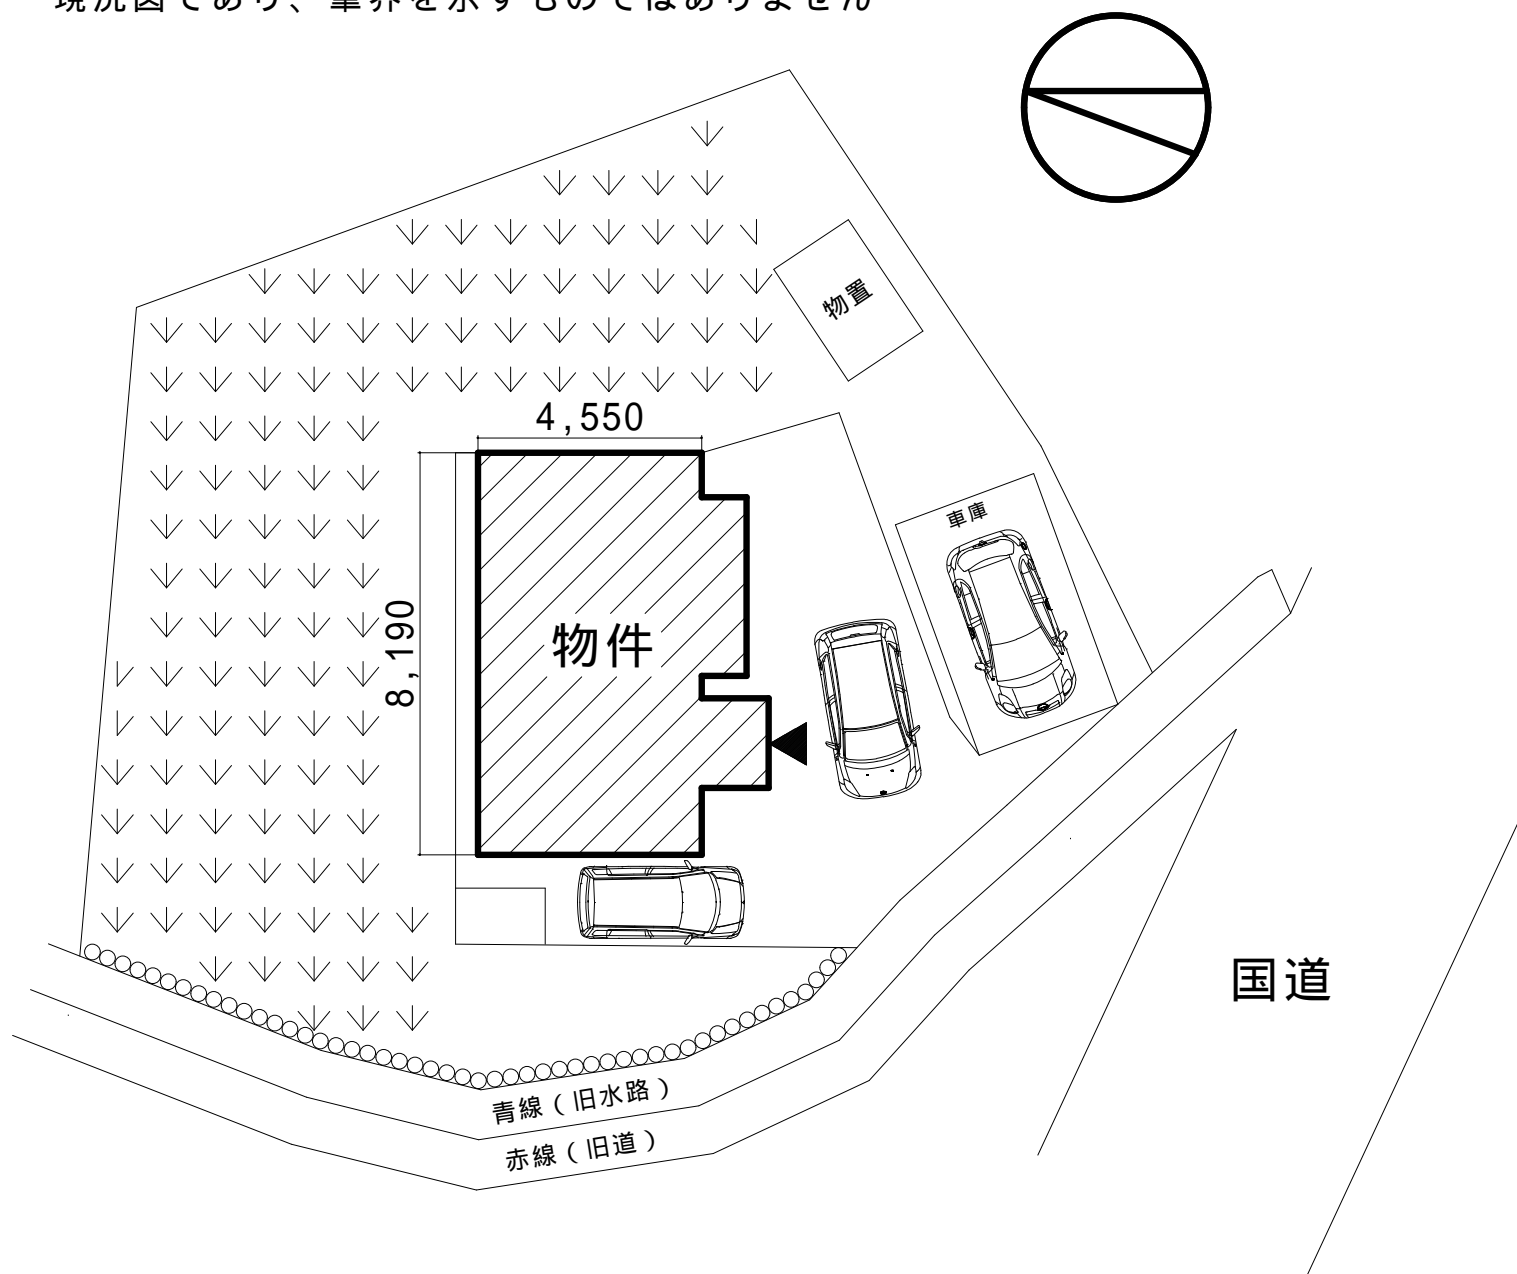 現況図であり、筆界を示すものではありません
物置
4,550
車庫
8,190
物件
国道
青線（旧水路）
赤線（旧道）